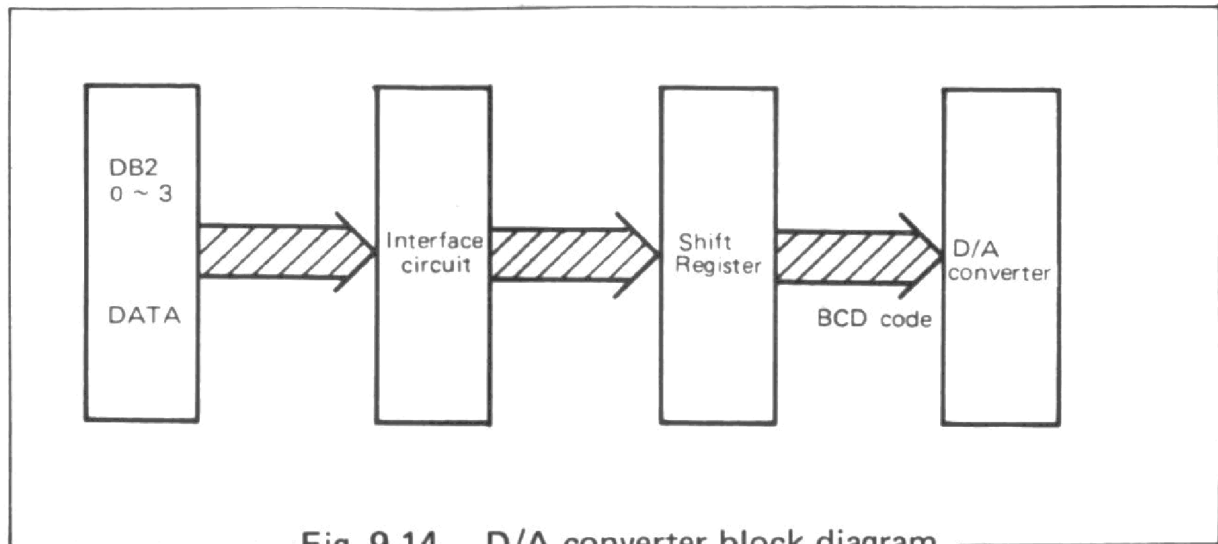 DB2
0 ~ 3
DATA
Interface
circuit
Shift
Register
BCD code
D/A
converter
Fig. 9.14 D/A converter block diagram